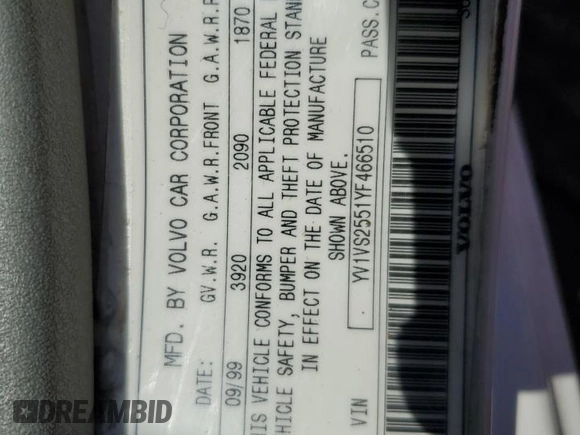 MFD. BY VOLVO CAR CORPORATION
DATE: GV.W.R. G.A.W.R.FRONT G.A.W.R.R
09/99 3920 2090 1870
IS VEHICLE CONFORMS TO ALL APPLICABLE FEDERAL
HICLE SAFETY, BUMPER AND THEFT PROTECTION STAN
IN EFFECT ON THE DATE OF MANUFACTURE
SHOWN ABOVE.
VIN YV1VS2551YF466510 PASS.C
VOLVO
DREAMBID